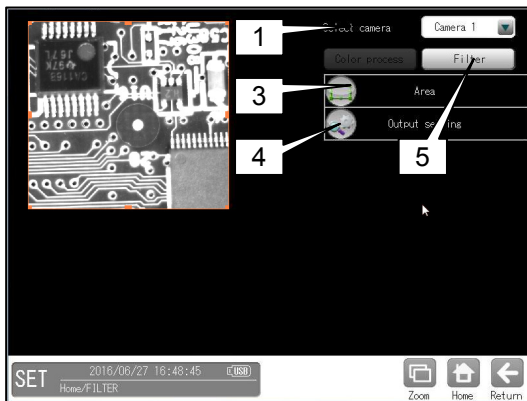 1
Select camera
Camera 1
Color process
Filter
3
Area
4
Output setting
5
SET
2016/06/27 16:48:45
USB
Home/FILTER
Zoom
Home
Return